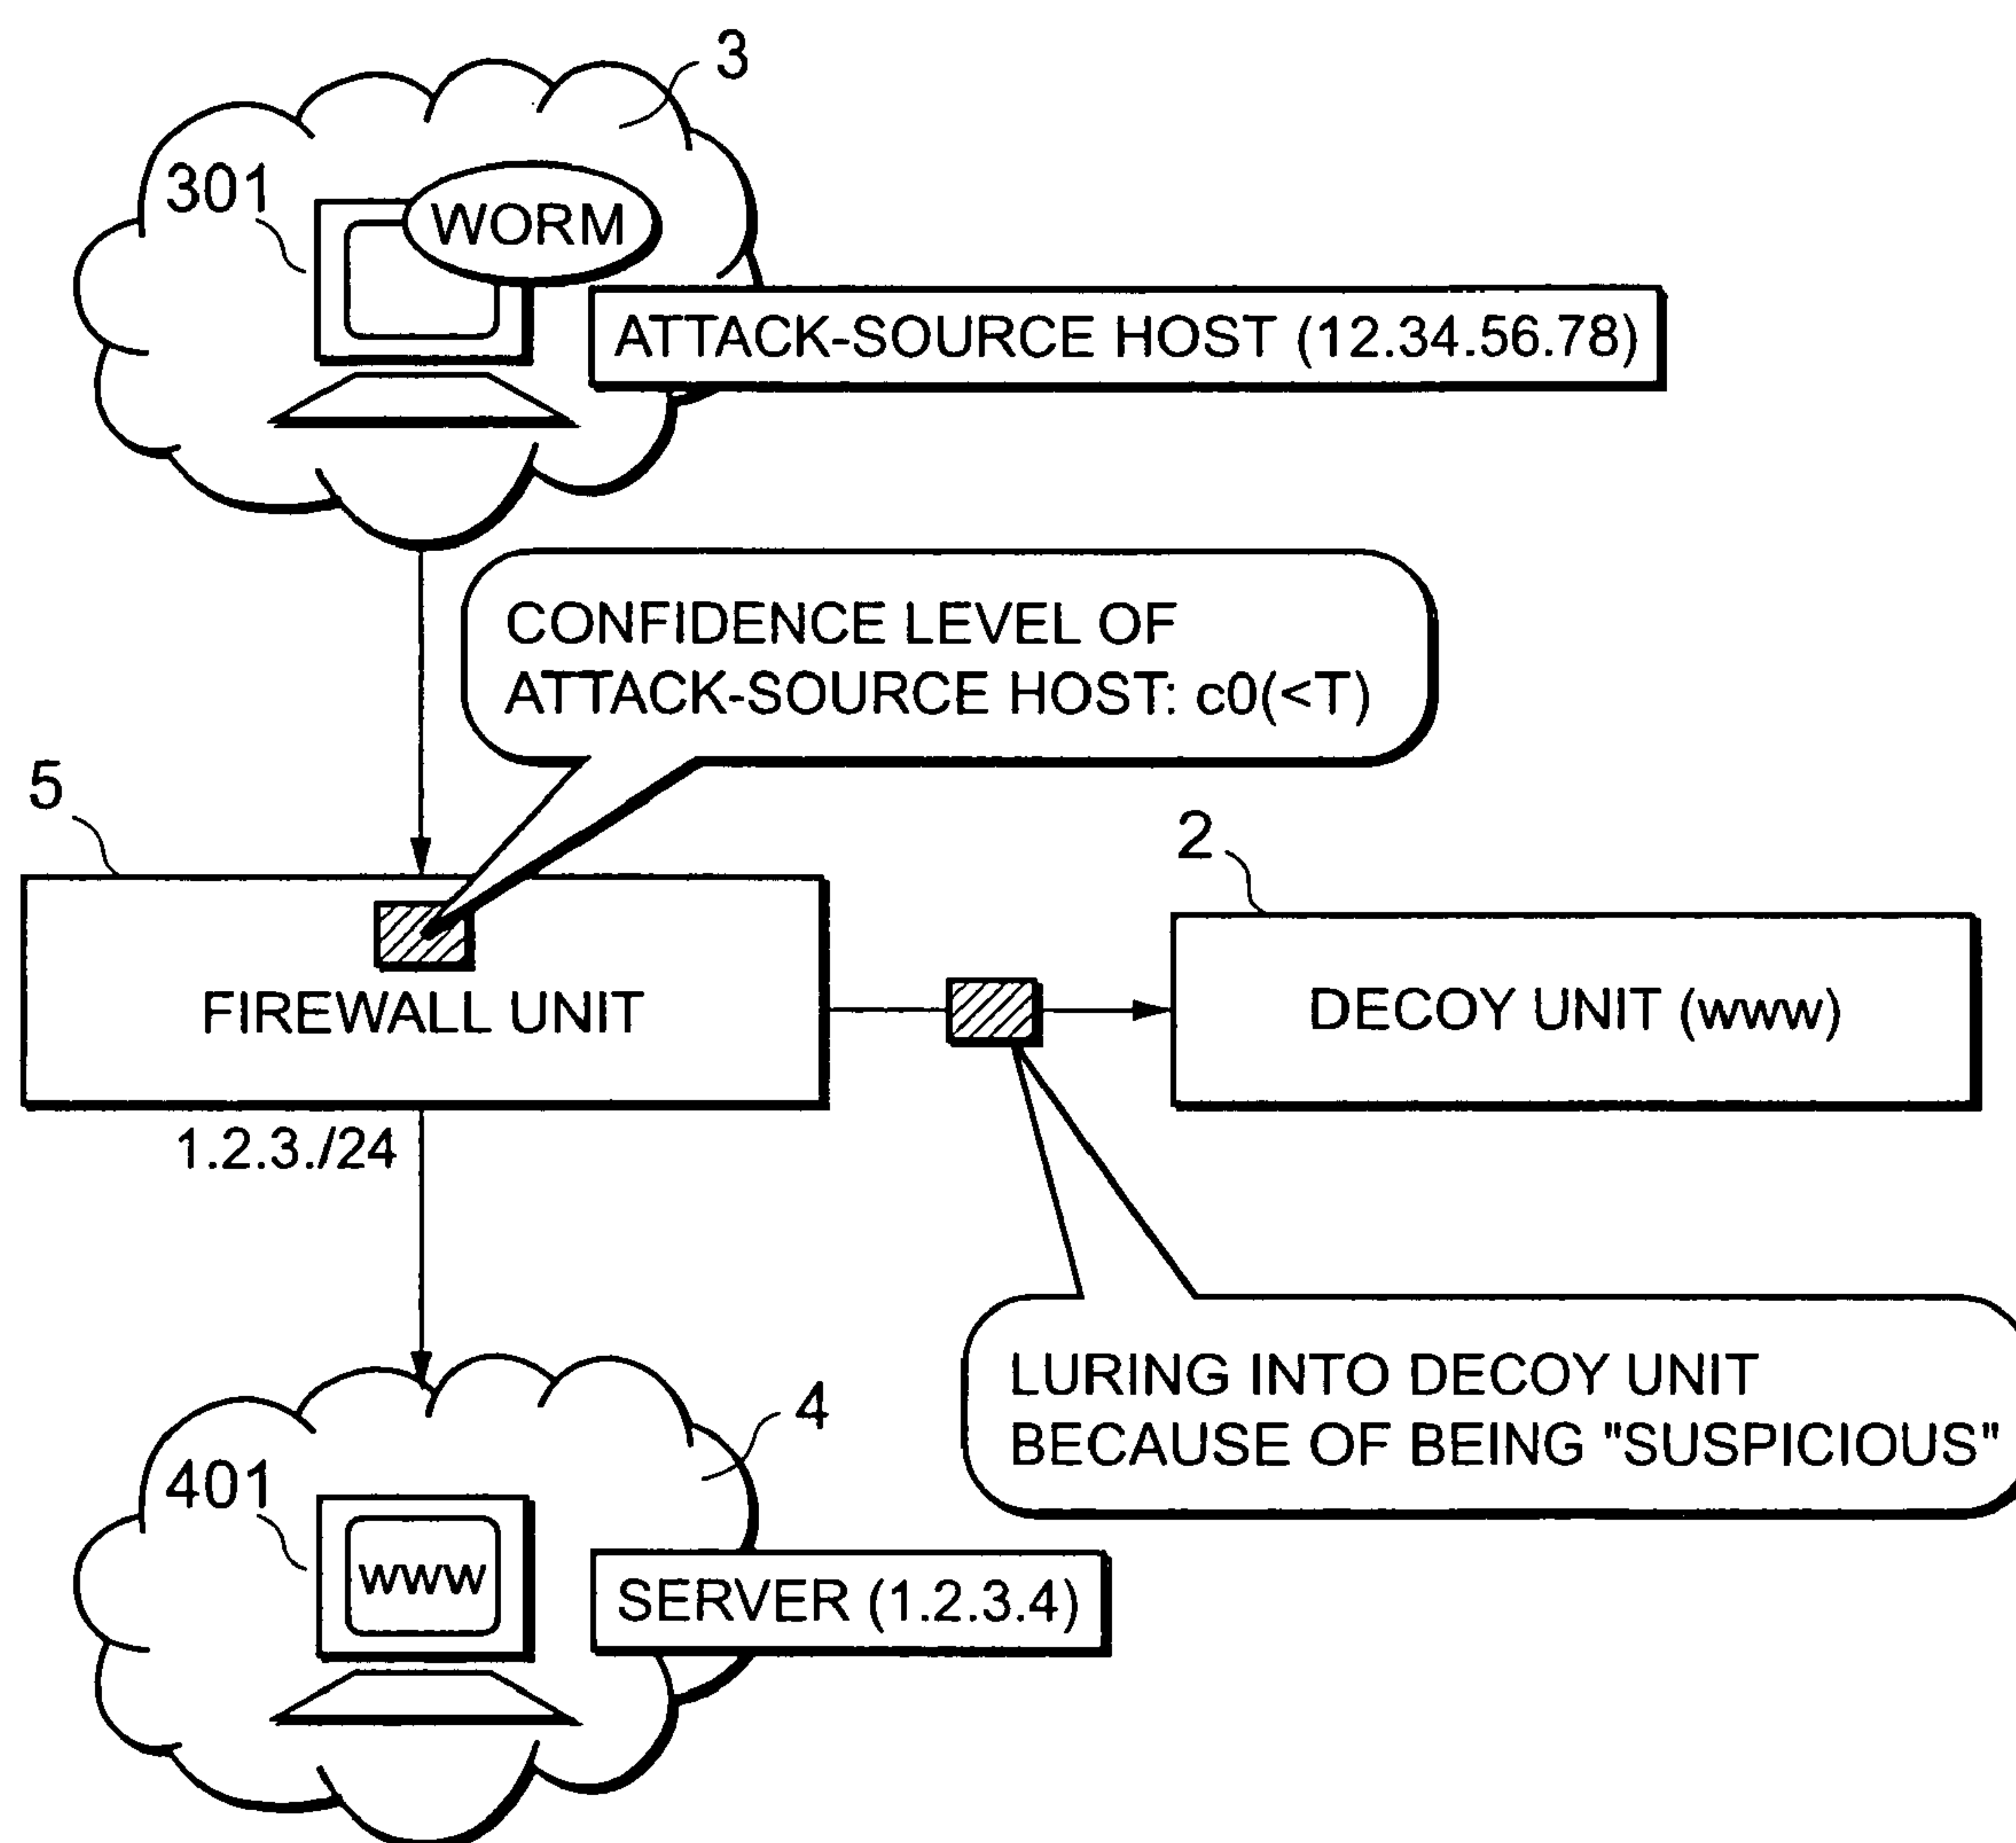 3
301
WORM
ATTACK-SOURCE HOST (12.34.56.78)
CONFIDENCE LEVEL OF
ATTACK-SOURCE HOST: c0(<T)
5
2
FIREWALL UNIT
DECOY UNIT (www)
1.2.3./24
LURING INTO DECOY UNIT
BECAUSE OF BEING "SUSPICIOUS"
4
401
www
SERVER (1.2.3.4)